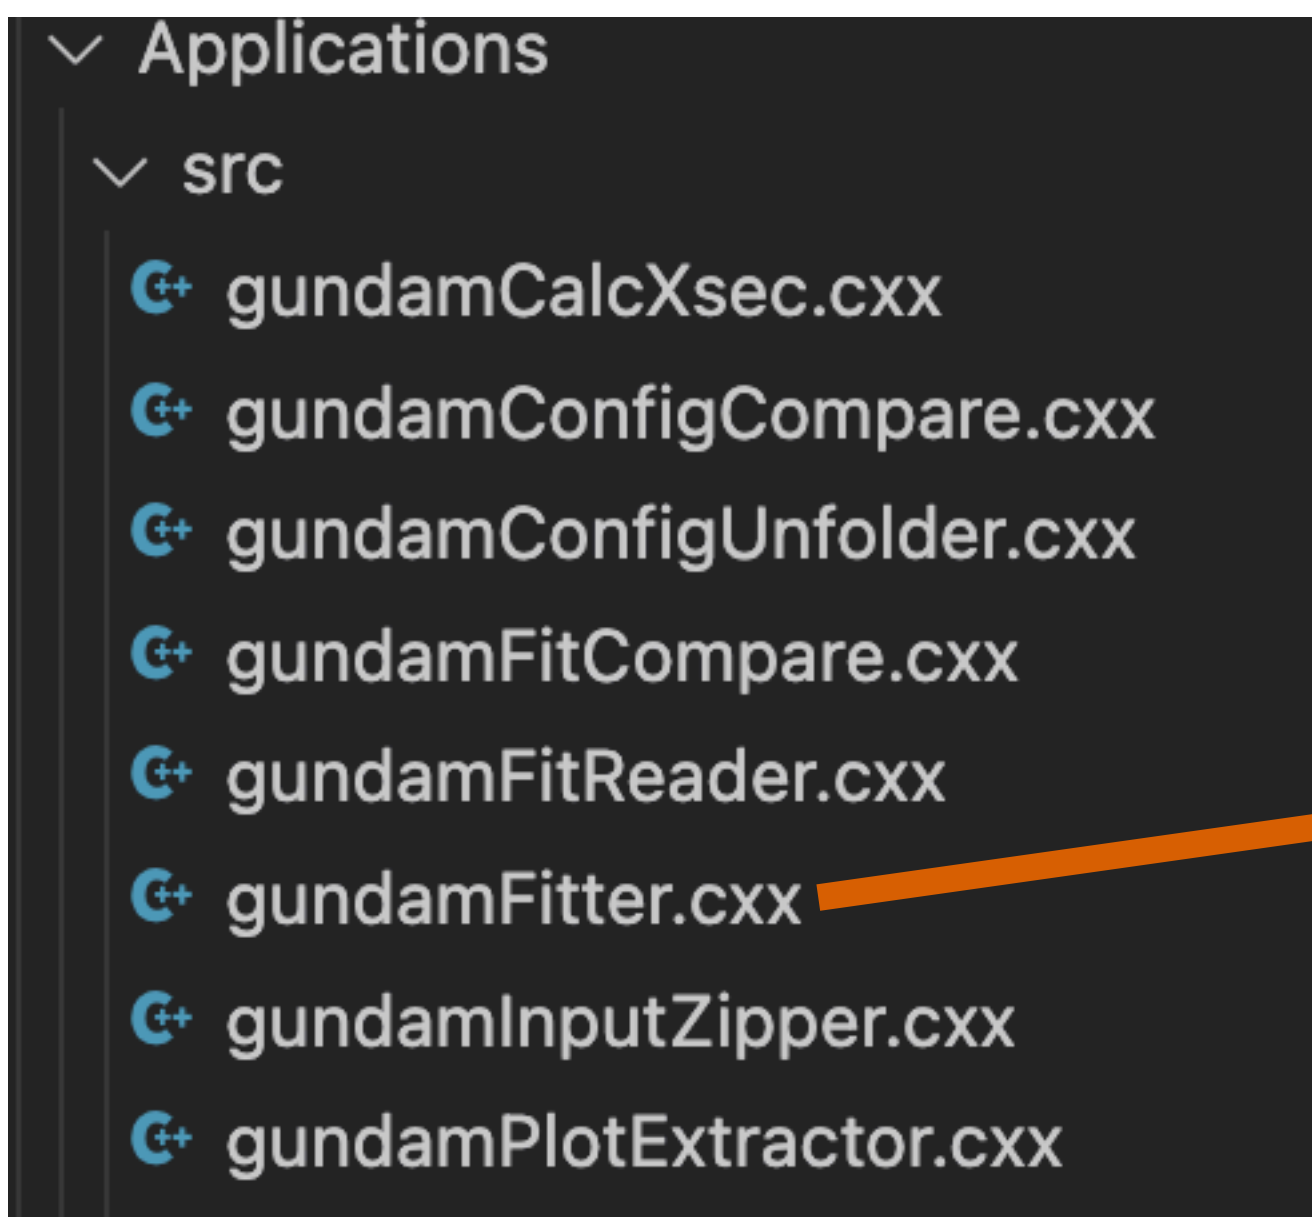 Applications
src
C++ gundamCalcXsec.cxx
C++ gundamConfigCompare.cxx
C++ gundamConfigUnfolder.cxx
C++ gundamFitCompare.cxx
C++ gundamFitReader.cxx
C++ gundamFitter.cxx
C++ gundamInputZipper.cxx
C++ gundamPlotExtractor.cxx